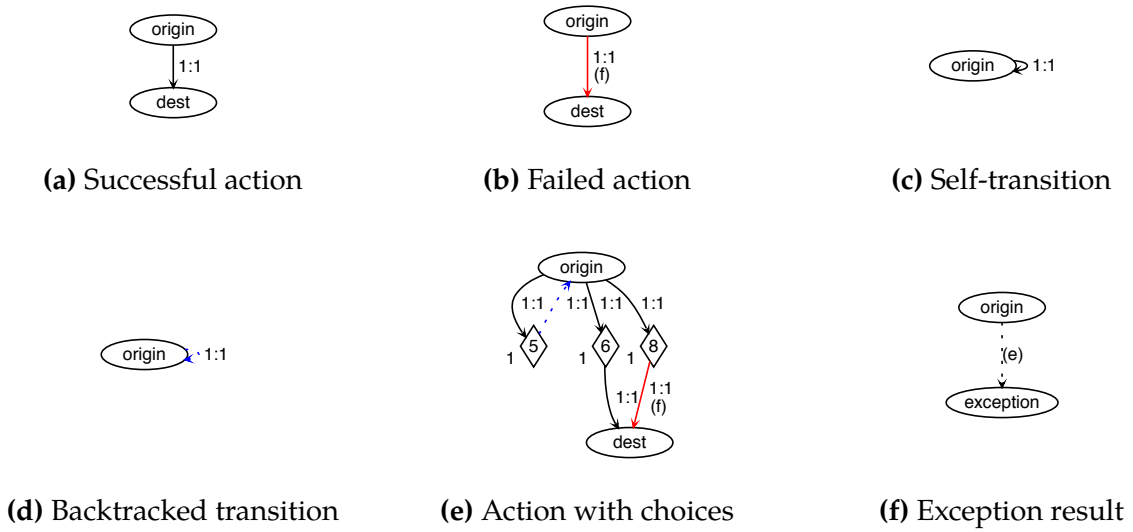 origin
1:1
dest
(a) Successful action
origin
1:1
(f)
dest
(b) Failed action
origin 1:1
(c) Self-transition
origin 1:1
(d) Backtracked transition
origin
1:1 1:1 1:1 1:1
5 6 8
1 1 1
1:1 1:1
(f)
dest
(e) Action with choices
origin
(e)
exception
(f) Exception result